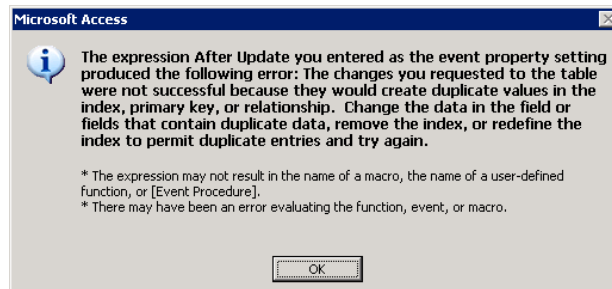 Microsoft Access
The expression After Update you entered as the event property setting
produced the following error: The changes you requested to the table
were not successful because they would create duplicate values in the
index, primary key, or relationship.  Change the data in the field or
fields that contain duplicate data, remove the index, or redefine the
index to permit duplicate entries and try again.
* The expression may not result in the name of a macro, the name of a user-defined
function, or [Event Procedure].
* There may have been an error evaluating the function, event, or macro.
OK